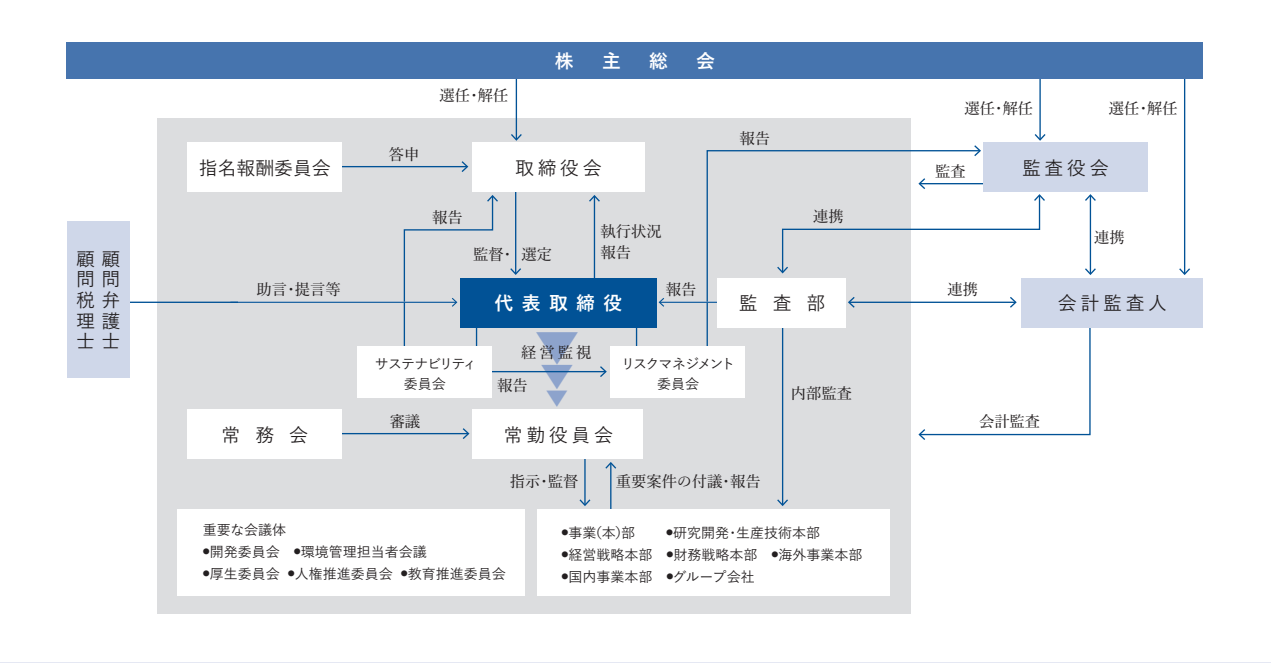 株主総会
選任・解任
選任・解任
選任・解任
指名報酬委員会
答申
取締役会
報告
監査役会
監査
報告
監督・選定
執行状況
報告
連携
連携
顧問弁護士
顧問税理士
助言・提言等
代表取締役
報告
監査部
連携
会計監査人
サステナビリティ
委員会
経営監視
報告
リスクマネジメント
委員会
内部監査
常務会
審議
常勤役員会
会計監査
指示・監督
重要案件の付議・報告
重要な会議体
●開発委員会 ●環境管理担当者会議
●厚生委員会 ●人権推進委員会 ●教育推進委員会
●事業(本)部 ●研究開発・生産技術本部
●経営戦略本部 ●財務戦略本部 ●海外事業本部
●国内事業本部 ●グループ会社